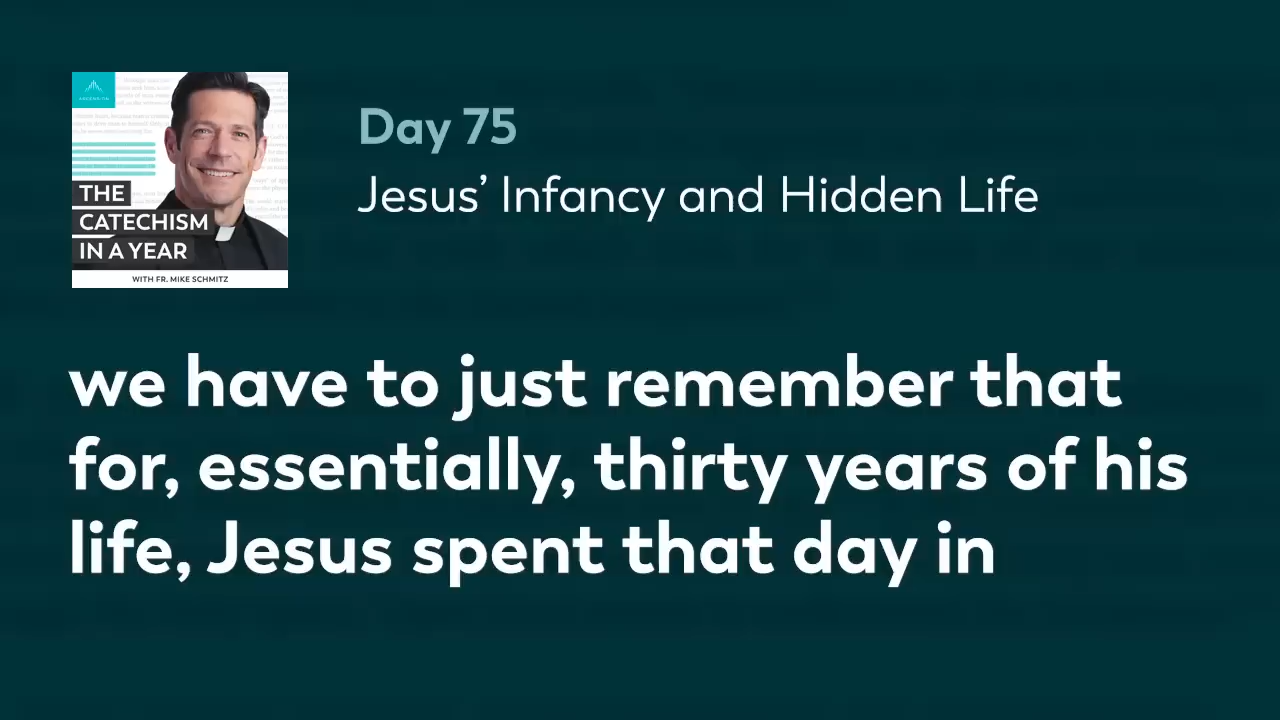 ASCENSION
THE
CATECHISM
IN A YEAR
WITH FR. MIKE SCHMITZ
Day 75
Jesus’ Infancy and Hidden Life
we have to just remember that
for, essentially, thirty years of his
life, Jesus spent that day in